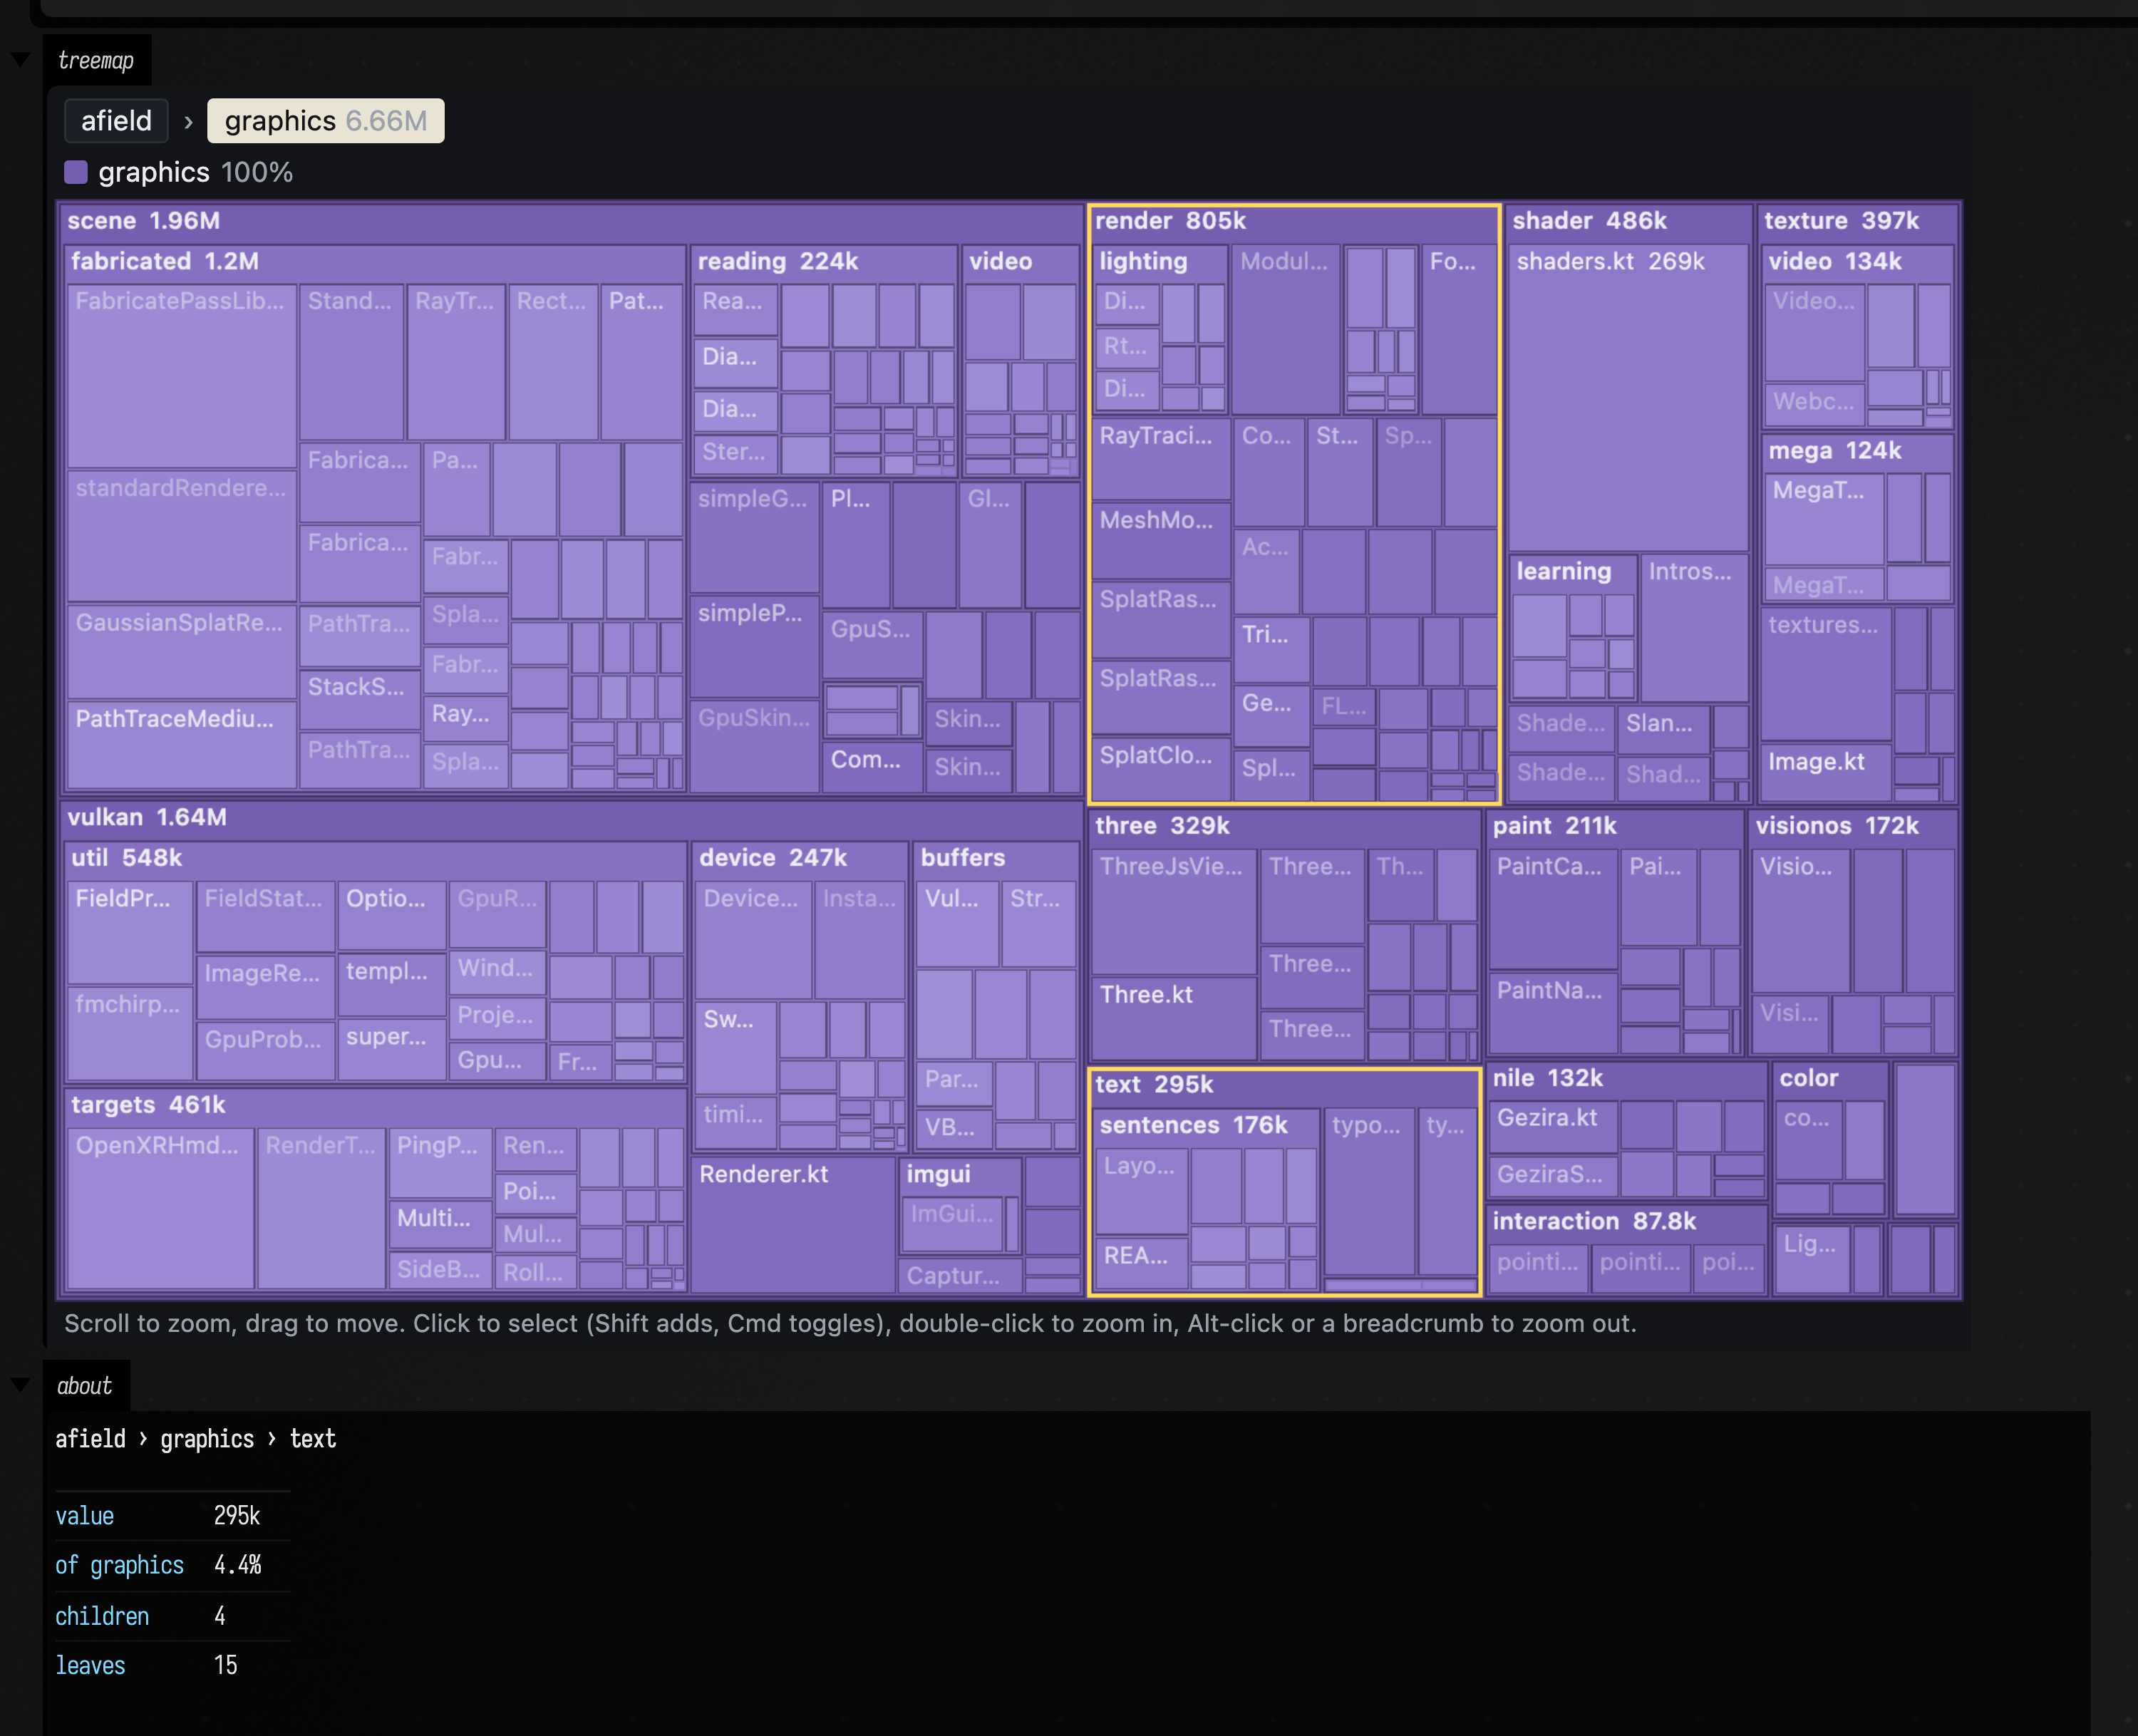 treemap
afield › graphics 6.66M
graphics 100%
scene 1.96M
fabricated 1.2M
FabricatePassLib...
Stand...
RayTr...
Rect...
Pat...
standardRendere...
GaussianSplatRe...
PathTraceMediu...
Fabrica...
Fabrica...
PathTra...
StackS...
PathTra...
Pa...
Fabr...
Spla...
Fabr...
Ray...
Spla...
reading 224k
Rea...
Dia...
Dia...
Ster...
video
simpleG...
simpleP...
GpuSkin...
Pl...
Gl...
GpuS...
Com...
Skin...
Skin...
render 805k
lighting
Di...
Rt...
Di...
Modul...
Fo...
RayTraci...
MeshMo...
SplatRas...
SplatRas...
SplatClo...
Co...
St...
Sp...
Ac...
Tri...
Ge...
FL...
Spl...
shader 486k
shaders.kt 269k
learning
Intros...
Shade...
Slan...
Shade...
Shad...
texture 397k
video 134k
Video...
Webc...
mega 124k
MegaT...
MegaT...
textures...
Image.kt
vulkan 1.64M
util 548k
FieldPr...
fmchirp...
FieldStat...
ImageRe...
GpuProb...
Optio...
templ...
super...
GpuR...
Wind...
Proje...
Gpu...
Fr...
targets 461k
OpenXRHmd...
RenderT...
PingP...
Multi...
SideB...
Ren...
Poi...
Mul...
Roll...
device 247k
Device...
Insta...
Sw...
timi...
buffers
Vul...
Str...
Par...
VB...
Renderer.kt
imgui
ImGui...
Captur...
three 329k
ThreeJsVie...
Three.kt
Three...
Three...
Three...
Th...
text 295k
sentences 176k
Layo...
REA...
typo...
ty...
paint 211k
PaintCa...
PaintNa...
Pai...
visionos 172k
Visio...
Visi...
nile 132k
Gezira.kt
GeziraS...
interaction 87.8k
pointi...
pointi...
poi...
color
co...
Lig...
Scroll to zoom, drag to move. Click to select (Shift adds, Cmd toggles), double-click to zoom in, Alt-click or a breadcrumb to zoom out.
about
afield › graphics › text
value 295k
of graphics 4.4%
children 4
leaves 15